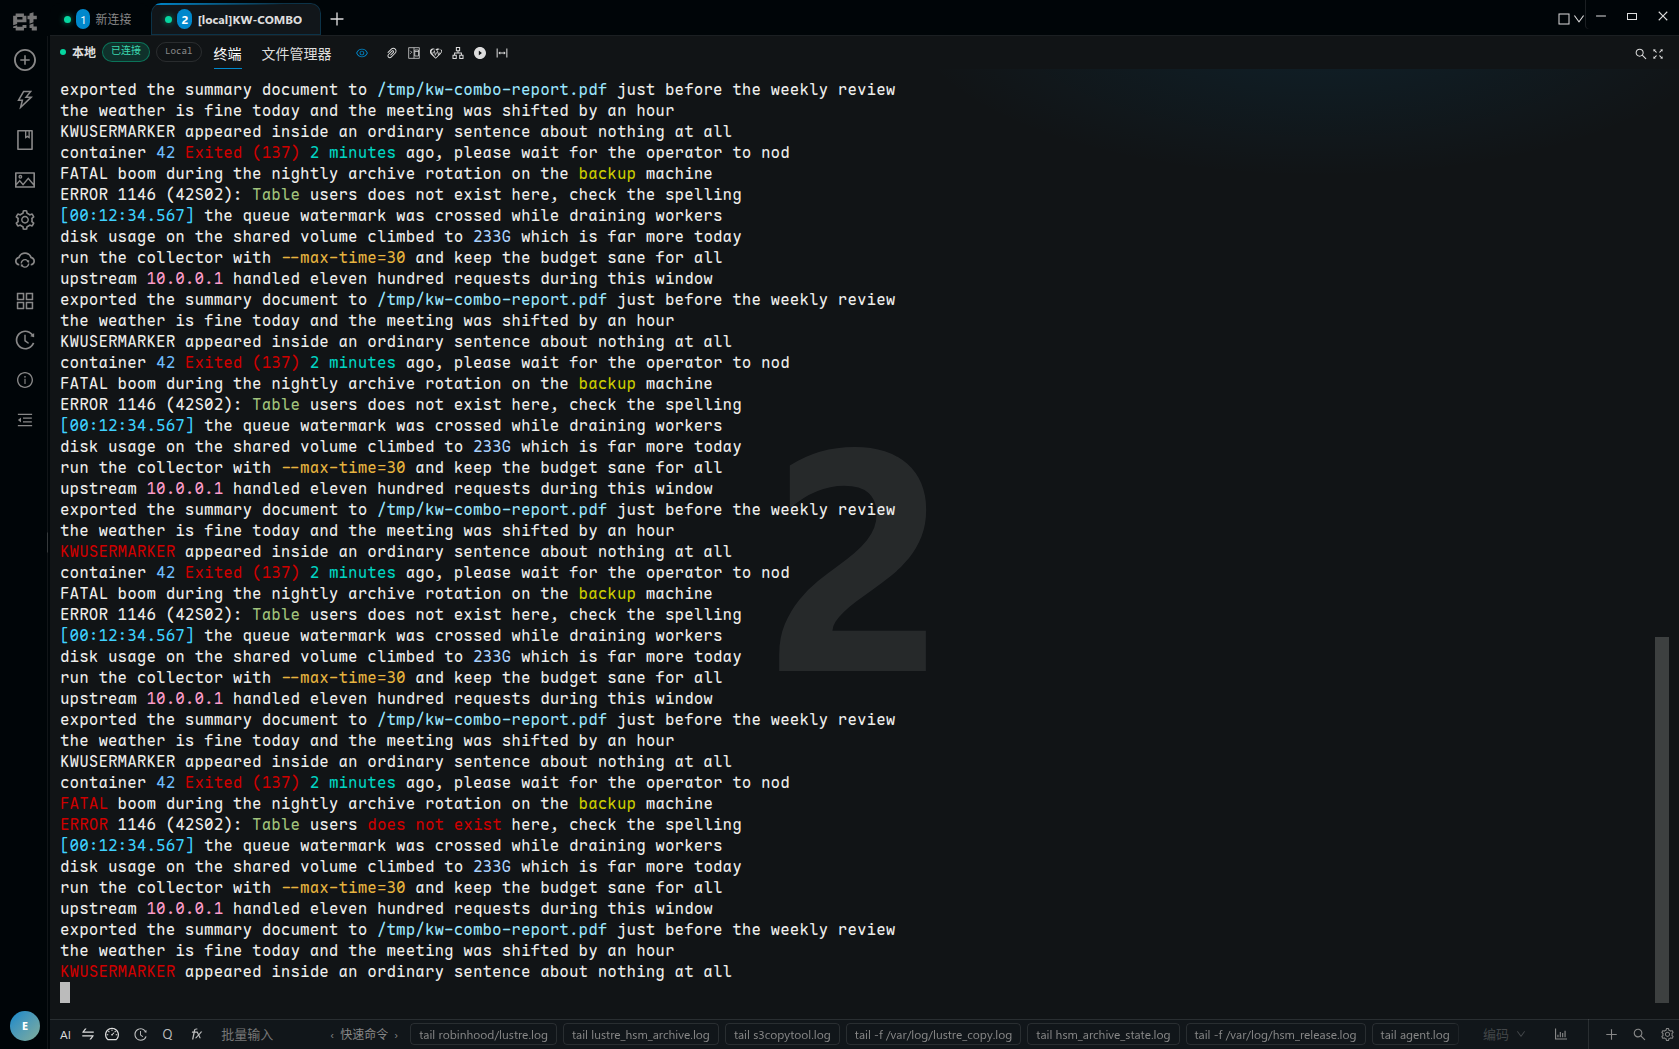 et
1 新连接
2 [local]KW-COMBO
本地 已连接 Local 终端 文件管理器
exported the summary document to /tmp/kw-combo-report.pdf just before the weekly review
the weather is fine today and the meeting was shifted by an hour
KWUSERMARKER appeared inside an ordinary sentence about nothing at all
container 42 Exited (137) 2 minutes ago, please wait for the operator to nod
FATAL boom during the nightly archive rotation on the backup machine
ERROR 1146 (42S02): Table users does not exist here, check the spelling
[00:12:34.567] the queue watermark was crossed while draining workers
disk usage on the shared volume climbed to 233G which is far more today
run the collector with --max-time=30 and keep the budget sane for all
upstream 10.0.0.1 handled eleven hundred requests during this window
exported the summary document to /tmp/kw-combo-report.pdf just before the weekly review
the weather is fine today and the meeting was shifted by an hour
KWUSERMARKER appeared inside an ordinary sentence about nothing at all
container 42 Exited (137) 2 minutes ago, please wait for the operator to nod
FATAL boom during the nightly archive rotation on the backup machine
ERROR 1146 (42S02): Table users does not exist here, check the spelling
[00:12:34.567] the queue watermark was crossed while draining workers
disk usage on the shared volume climbed to 233G which is far more today
run the collector with --max-time=30 and keep the budget sane for all
upstream 10.0.0.1 handled eleven hundred requests during this window
exported the summary document to /tmp/kw-combo-report.pdf just before the weekly review
the weather is fine today and the meeting was shifted by an hour
KWUSERMARKER appeared inside an ordinary sentence about nothing at all
container 42 Exited (137) 2 minutes ago, please wait for the operator to nod
FATAL boom during the nightly archive rotation on the backup machine
ERROR 1146 (42S02): Table users does not exist here, check the spelling
[00:12:34.567] the queue watermark was crossed while draining workers
disk usage on the shared volume climbed to 233G which is far more today
run the collector with --max-time=30 and keep the budget sane for all
upstream 10.0.0.1 handled eleven hundred requests during this window
exported the summary document to /tmp/kw-combo-report.pdf just before the weekly review
the weather is fine today and the meeting was shifted by an hour
KWUSERMARKER appeared inside an ordinary sentence about nothing at all
container 42 Exited (137) 2 minutes ago, please wait for the operator to nod
FATAL boom during the nightly archive rotation on the backup machine
ERROR 1146 (42S02): Table users does not exist here, check the spelling
[00:12:34.567] the queue watermark was crossed while draining workers
disk usage on the shared volume climbed to 233G which is far more today
run the collector with --max-time=30 and keep the budget sane for all
upstream 10.0.0.1 handled eleven hundred requests during this window
exported the summary document to /tmp/kw-combo-report.pdf just before the weekly review
the weather is fine today and the meeting was shifted by an hour
KWUSERMARKER appeared inside an ordinary sentence about nothing at all
2
E
AI Q fx 批量输入 ‹ 快速命令 › tail robinhood/lustre.log tail lustre_hsm_archive.log tail s3copytool.log tail -f /var/log/lustre_copy.log tail hsm_archive_state.log tail -f /var/log/hsm_release.log tail agent.log 编码